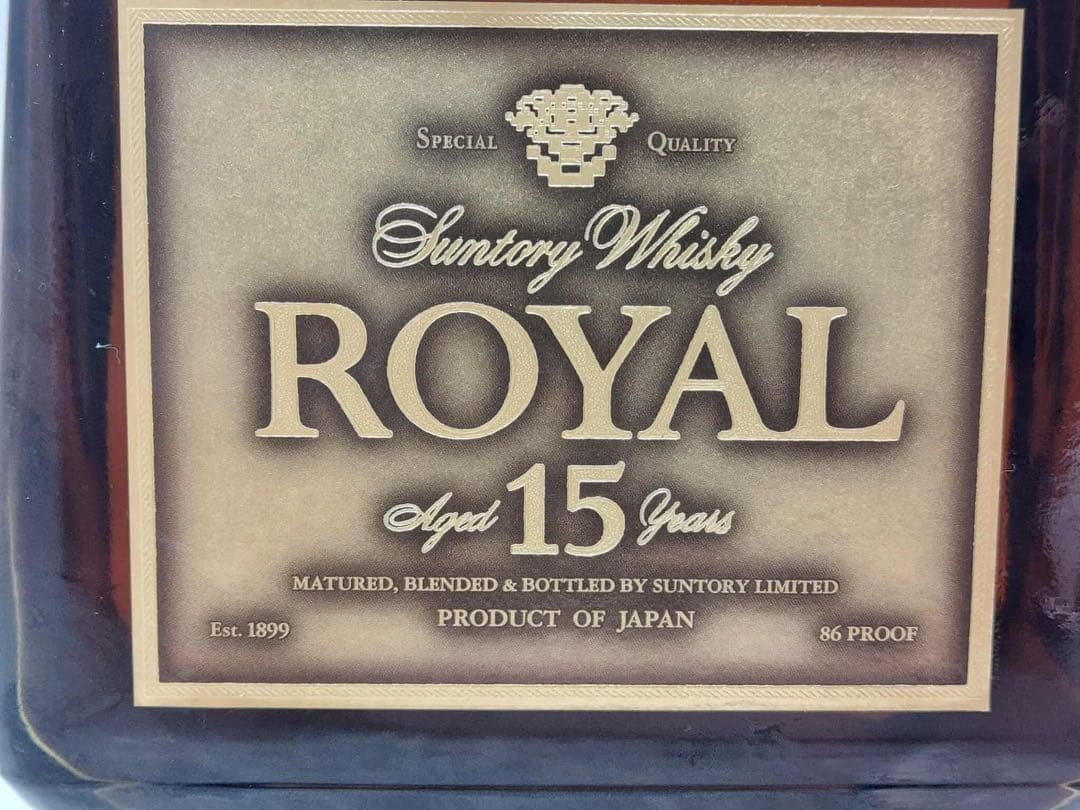 SPECIAL QUALITY
Suntory Whisky
ROYAL
Aged 15 Years
MATURED, BLENDED & BOTTLED BY SUNTORY LIMITED
PRODUCT OF JAPAN
Est. 1899
86 PROOF